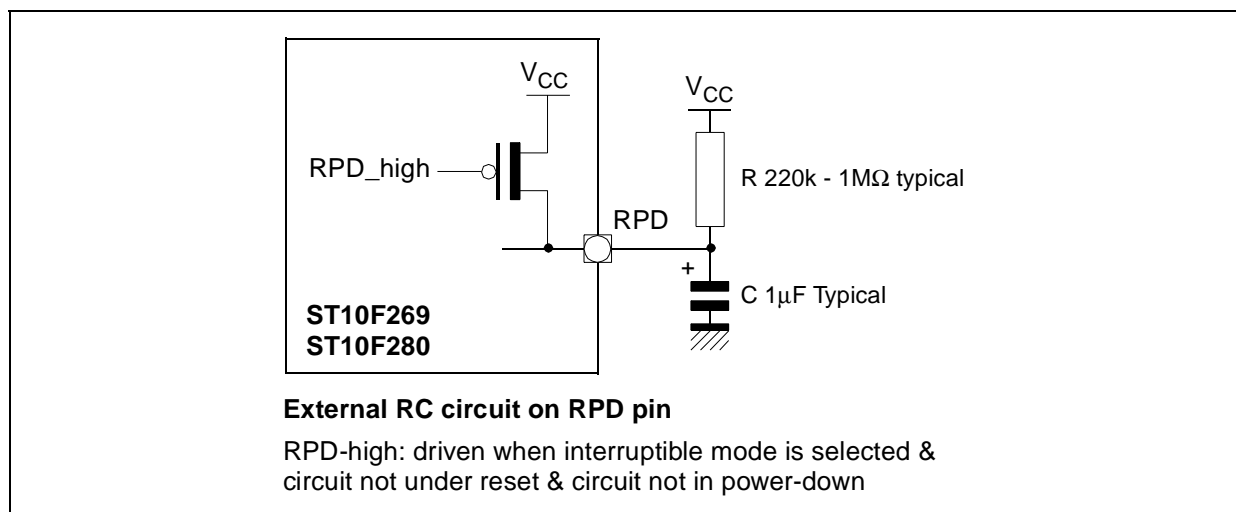 V_CC
V_CC
RPD_high
R 220k - 1MΩ typical
RPD
+
C 1μF Typical
ST10F269
ST10F280
External RC circuit on RPD pin
RPD-high: driven when interruptible mode is selected &
circuit not under reset & circuit not in power-down